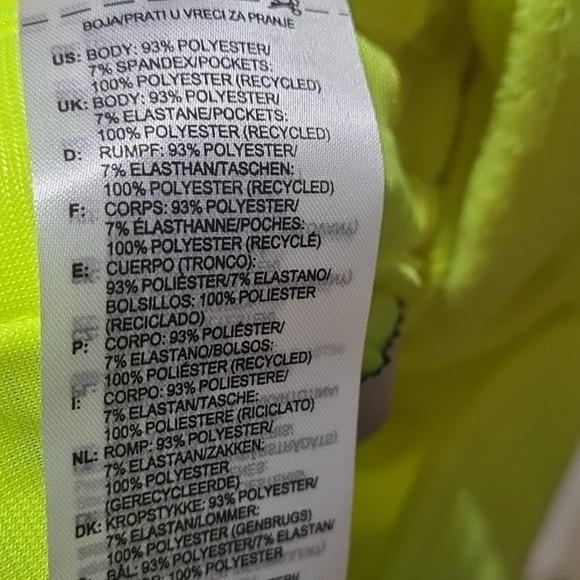 BOJA/PRATI U VREĆI ZA PRANJE
US: BODY: 93% POLYESTER/
7% SPANDEX/POCKETS:
100% POLYESTER (RECYCLED)
UK: BODY: 93% POLYESTER/
7% ELASTANE/POCKETS:
100% POLYESTER (RECYCLED)
D: RUMPF: 93% POLYESTER/
7% ELASTHAN/TASCHEN:
100% POLYESTER (RECYCLED)
F: CORPS: 93% POLYESTER/
7% ÉLASTHANNE/POCHES:
100% POLYESTER (RECYCLÉ)
E: CUERPO (TRONCO):
93% POLIÉSTER/7% ELASTANO/
BOLSILLOS: 100% POLIESTER
(RECICLADO)
P: CORPO: 93% POLIÉSTER/
7% ELASTANO/BOLSOS:
100% POLIÉSTER (RECYCLED)
I: CORPO: 93% POLIESTERE/
7% ELASTAN/TASCHE:
100% POLIESTERE (RICICLATO)
NL: ROMP: 93% POLYESTER/
7% ELASTAAN/ZAKKEN:
100% POLYESTER
(GERECYCLEERDE)
DK: KROPSTYKKE: 93% POLYESTER/
7% ELASTAN/LOMMER:
100% POLYESTER (GENBRUGS)
BÅL: 93% POLYESTER/7% ELASTAN/
100% POLYESTER